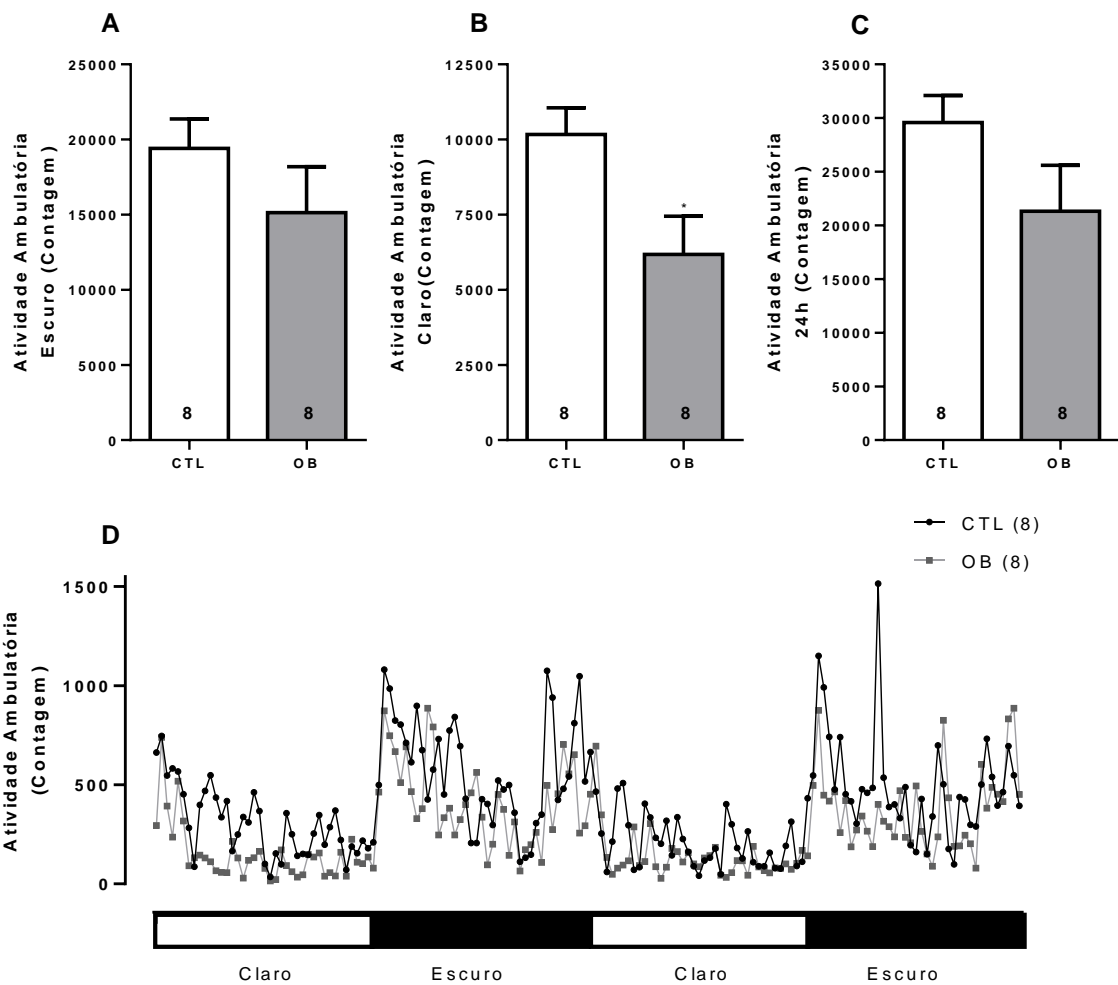 A
B
C
25000
20000
15000
10000
5000
0
Atividade Ambulatória
Escuro (Contagem)
8
8
CTL
OB
12500
10000
7500
5000
2500
0
Atividade Ambulatória
Claro(Contagem)
*
8
8
CTL
OB
35000
30000
25000
20000
15000
10000
5000
0
Atividade Ambulatória
24h (Contagem)
8
8
CTL
OB
D
CTL (8)
OB (8)
1500
1000
500
0
Atividade Ambulatória
(Contagem)
Claro
Escuro
Claro
Escuro